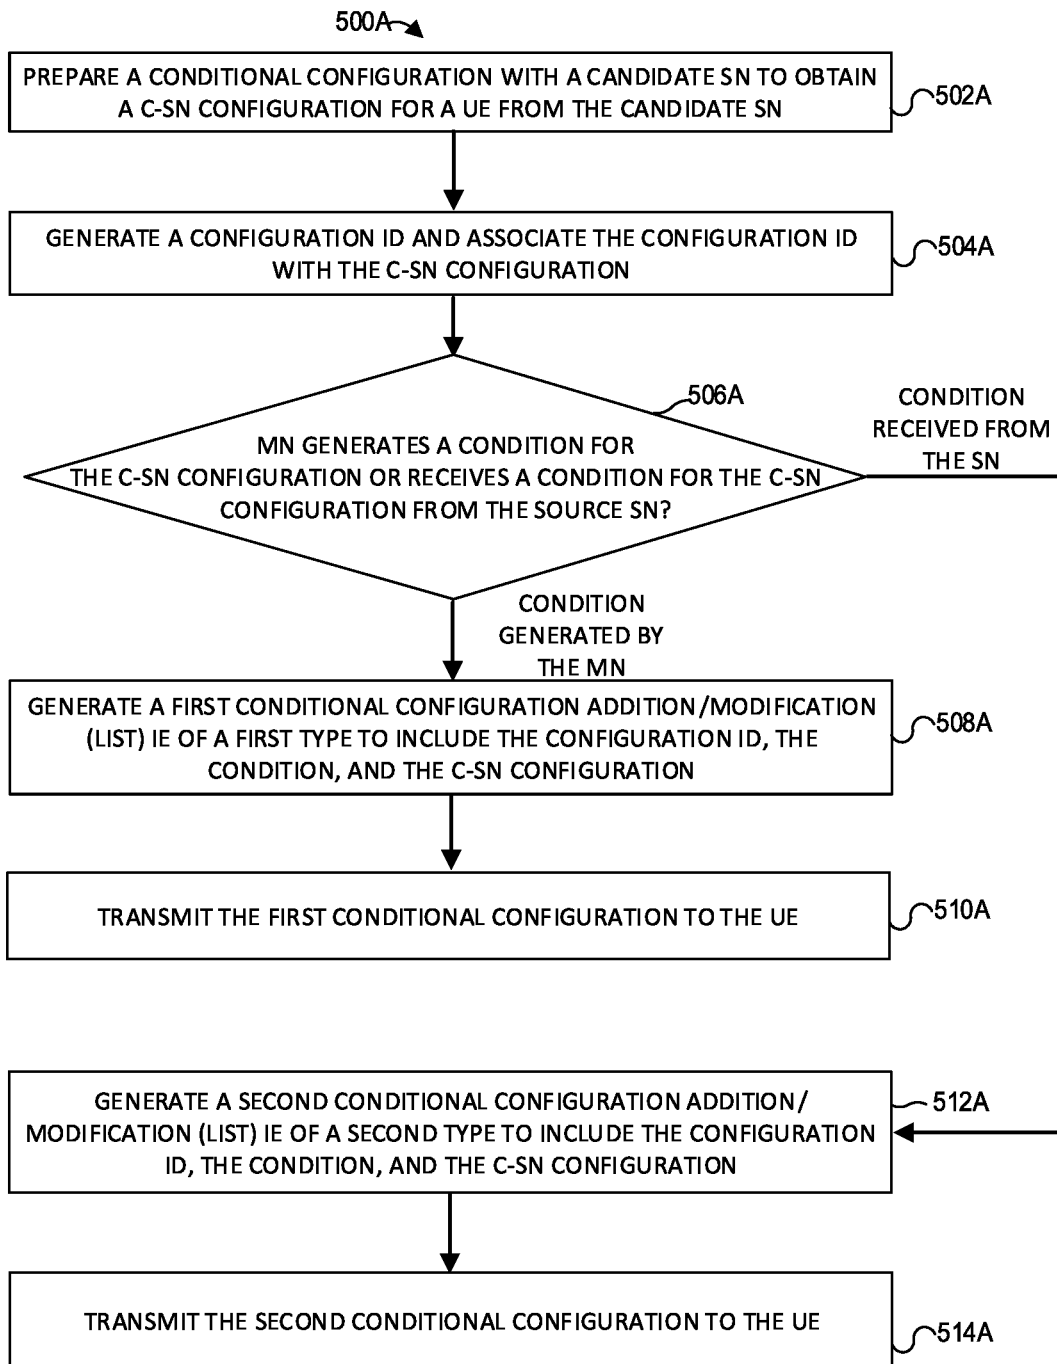 500A
PREPARE A CONDITIONAL CONFIGURATION WITH A CANDIDATE SN TO OBTAIN
A C-SN CONFIGURATION FOR A UE FROM THE CANDIDATE SN
502A
GENERATE A CONFIGURATION ID AND ASSOCIATE THE CONFIGURATION ID
WITH THE C-SN CONFIGURATION
504A
506A
MN GENERATES A CONDITION FOR
THE C-SN CONFIGURATION OR RECEIVES A CONDITION FOR THE C-SN
CONFIGURATION FROM THE SOURCE SN?
CONDITION
RECEIVED FROM
THE SN
CONDITION
GENERATED BY
THE MN
GENERATE A FIRST CONDITIONAL CONFIGURATION ADDITION/MODIFICATION
(LIST) IE OF A FIRST TYPE TO INCLUDE THE CONFIGURATION ID, THE
CONDITION, AND THE C-SN CONFIGURATION
508A
TRANSMIT THE FIRST CONDITIONAL CONFIGURATION TO THE UE
510A
GENERATE A SECOND CONDITIONAL CONFIGURATION ADDITION/
MODIFICATION (LIST) IE OF A SECOND TYPE TO INCLUDE THE CONFIGURATION
ID, THE CONDITION, AND THE C-SN CONFIGURATION
512A
TRANSMIT THE SECOND CONDITIONAL CONFIGURATION TO THE UE
514A